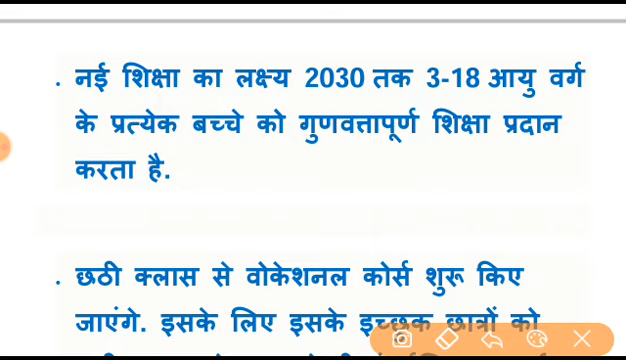 . नई शिक्षा का लक्ष्य 2030 तक 3-18 आयु वर्ग
के प्रत्येक बच्चे को गुणवत्तापूर्ण शिक्षा प्रदान
करता है.
. छठी क्लास से वोकेशनल कोर्स शुरू किए
जाएंगे. इसके लिए इसके इच्छुक छात्रों को